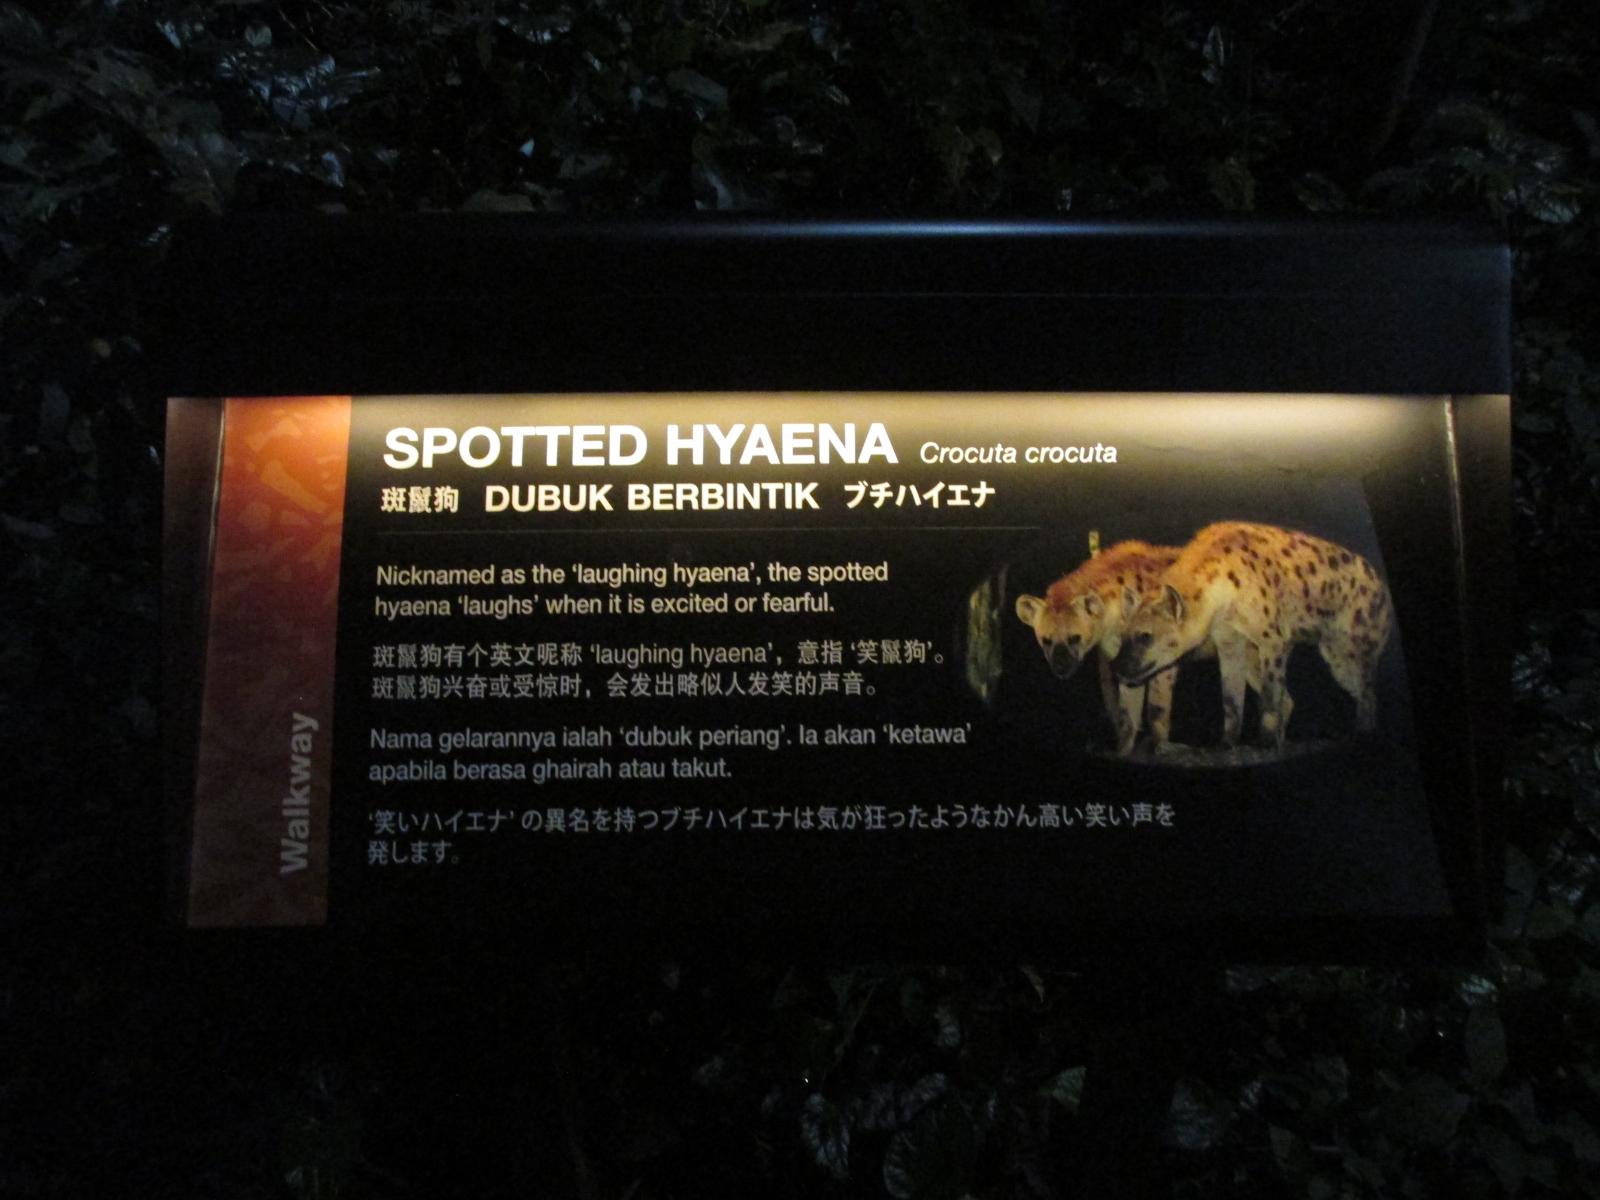 SPOTTED HYAENA Crocuta crocuta
斑鬣狗 DUBUK BERBINTIK ブチハイエナ
Nicknamed as the ‘laughing hyaena’, the spotted
hyaena ‘laughs’ when it is excited or fearful.
斑鬣狗有个英文呢称 ‘laughing hyaena’，意指 ‘笑鬣狗’。
斑鬣狗兴奋或受惊时，会发出略似人发笑的声音。
Nama gelarannya ialah ‘dubuk periang’. Ia akan ‘ketawa’
apabila berasa ghairah atau takut.
‘笑いハイエナ’ の異名を持つブチハイエナは気が狂ったようなかん高い笑い声を
発します。
Walkway